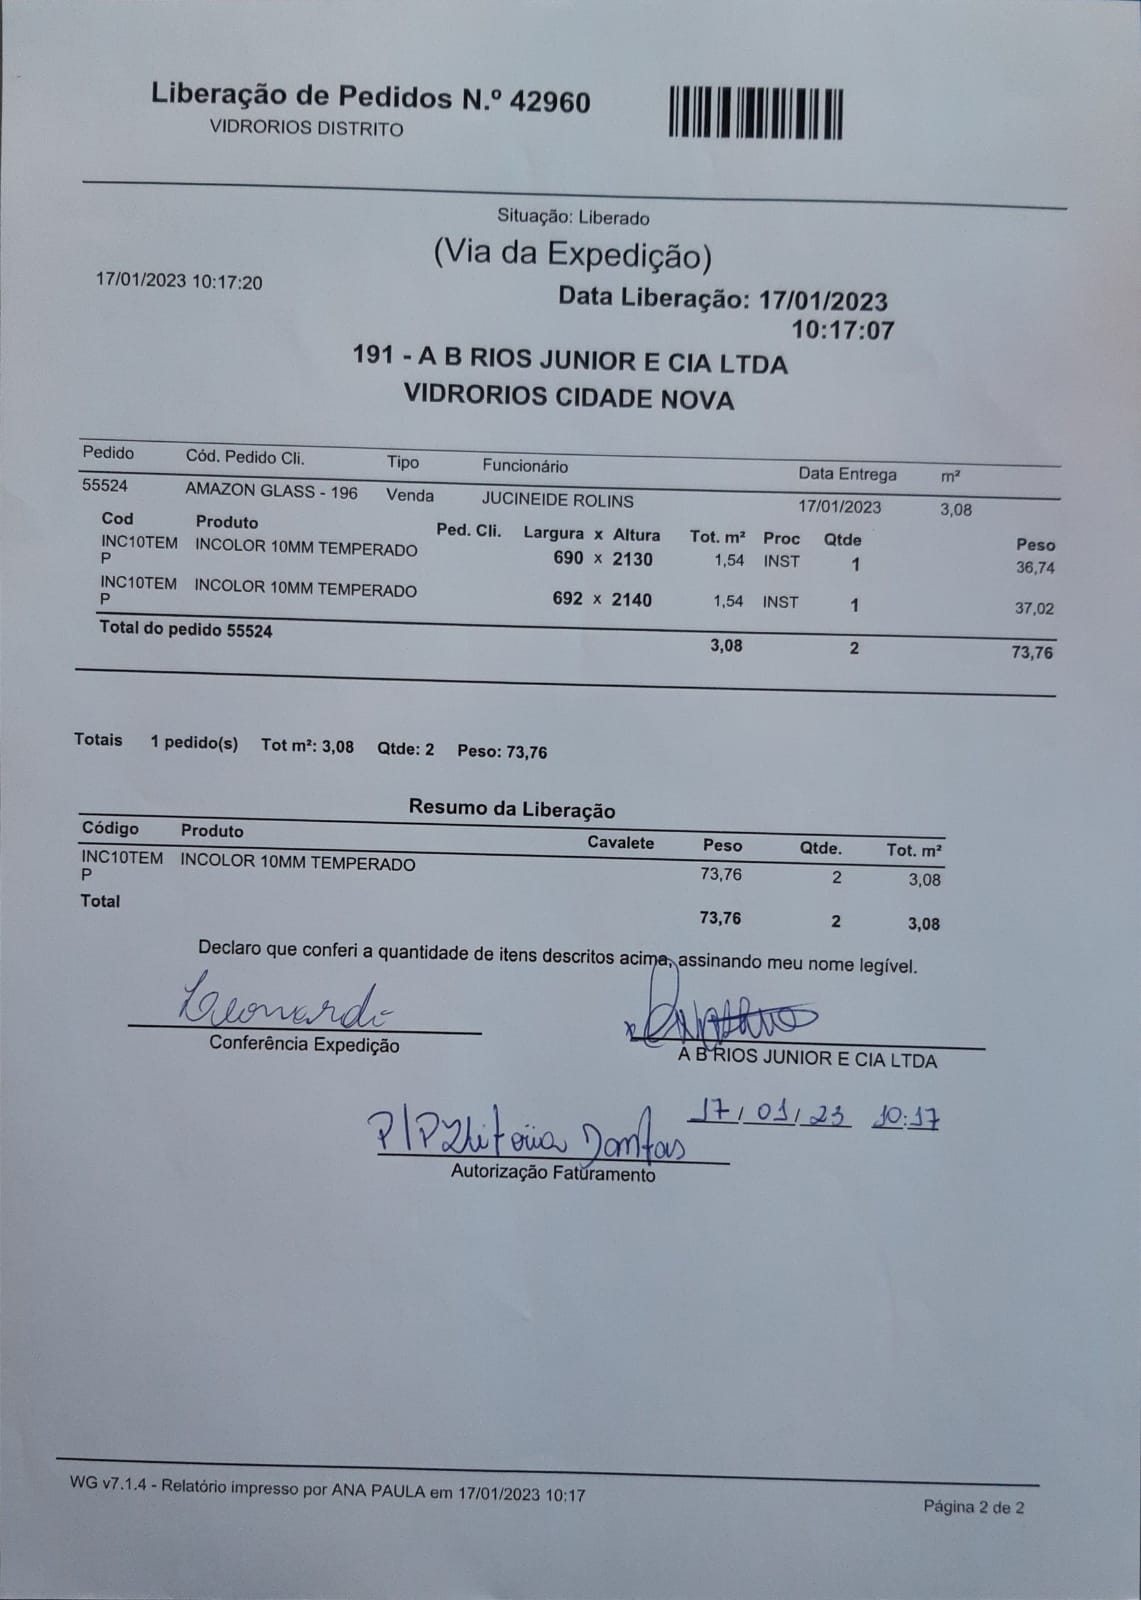 Liberação de Pedidos N.º 42960
VIDRORIOS DISTRITO
Situação: Liberado
(Via da Expedição)
17/01/2023 10:17:20
Data Liberação: 17/01/2023
10:17:07
191 - A B RIOS JUNIOR E CIA LTDA
VIDRORIOS CIDADE NOVA
Pedido Cód. Pedido Cli. Tipo Funcionário Data Entrega m²
55524 AMAZON GLASS - 196 Venda JUCINEIDE ROLINS 17/01/2023 3,08
Cod Produto Ped. Cli. Largura x Altura Tot. m² Proc Qtde Peso
INC10TEM INCOLOR 10MM TEMPERADO 690 x 2130 1,54 INST 1 36,74
P
INC10TEM INCOLOR 10MM TEMPERADO 692 x 2140 1,54 INST 1 37,02
P
Total do pedido 55524 3,08 2 73,76
Totais 1 pedido(s) Tot m²: 3,08 Qtde: 2 Peso: 73,76
Resumo da Liberação
Código Produto Cavalete Peso Qtde. Tot. m²
INC10TEM INCOLOR 10MM TEMPERADO 73,76 2 3,08
P
Total 73,76 2 3,08
Declaro que conferi a quantidade de itens descritos acima, assinando meu nome legível.
Leonardo
Conferência Expedição
A B RIOS JUNIOR E CIA LTDA
17/01/23 10:17
P/P Dantas
Autorização Faturamento
WG v7.1.4 - Relatório impresso por ANA PAULA em 17/01/2023 10:17
Página 2 de 2